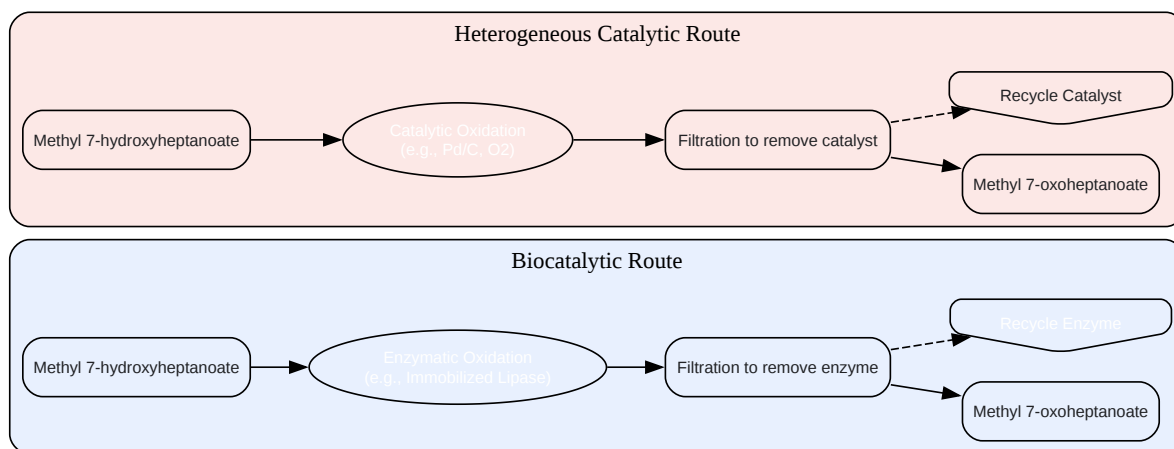 Heterogeneous Catalytic Route
Methyl 7-hydroxyheptanoate
Catalytic Oxidation
(e.g., Pd/C, O2)
Filtration to remove catalyst
Recycle Catalyst
Methyl 7-oxoheptanoate
Biocatalytic Route
Methyl 7-hydroxyheptanoate
Enzymatic Oxidation
(e.g., Immobilized Lipase)
Filtration to remove enzyme
Recycle Enzyme
Methyl 7-oxoheptanoate